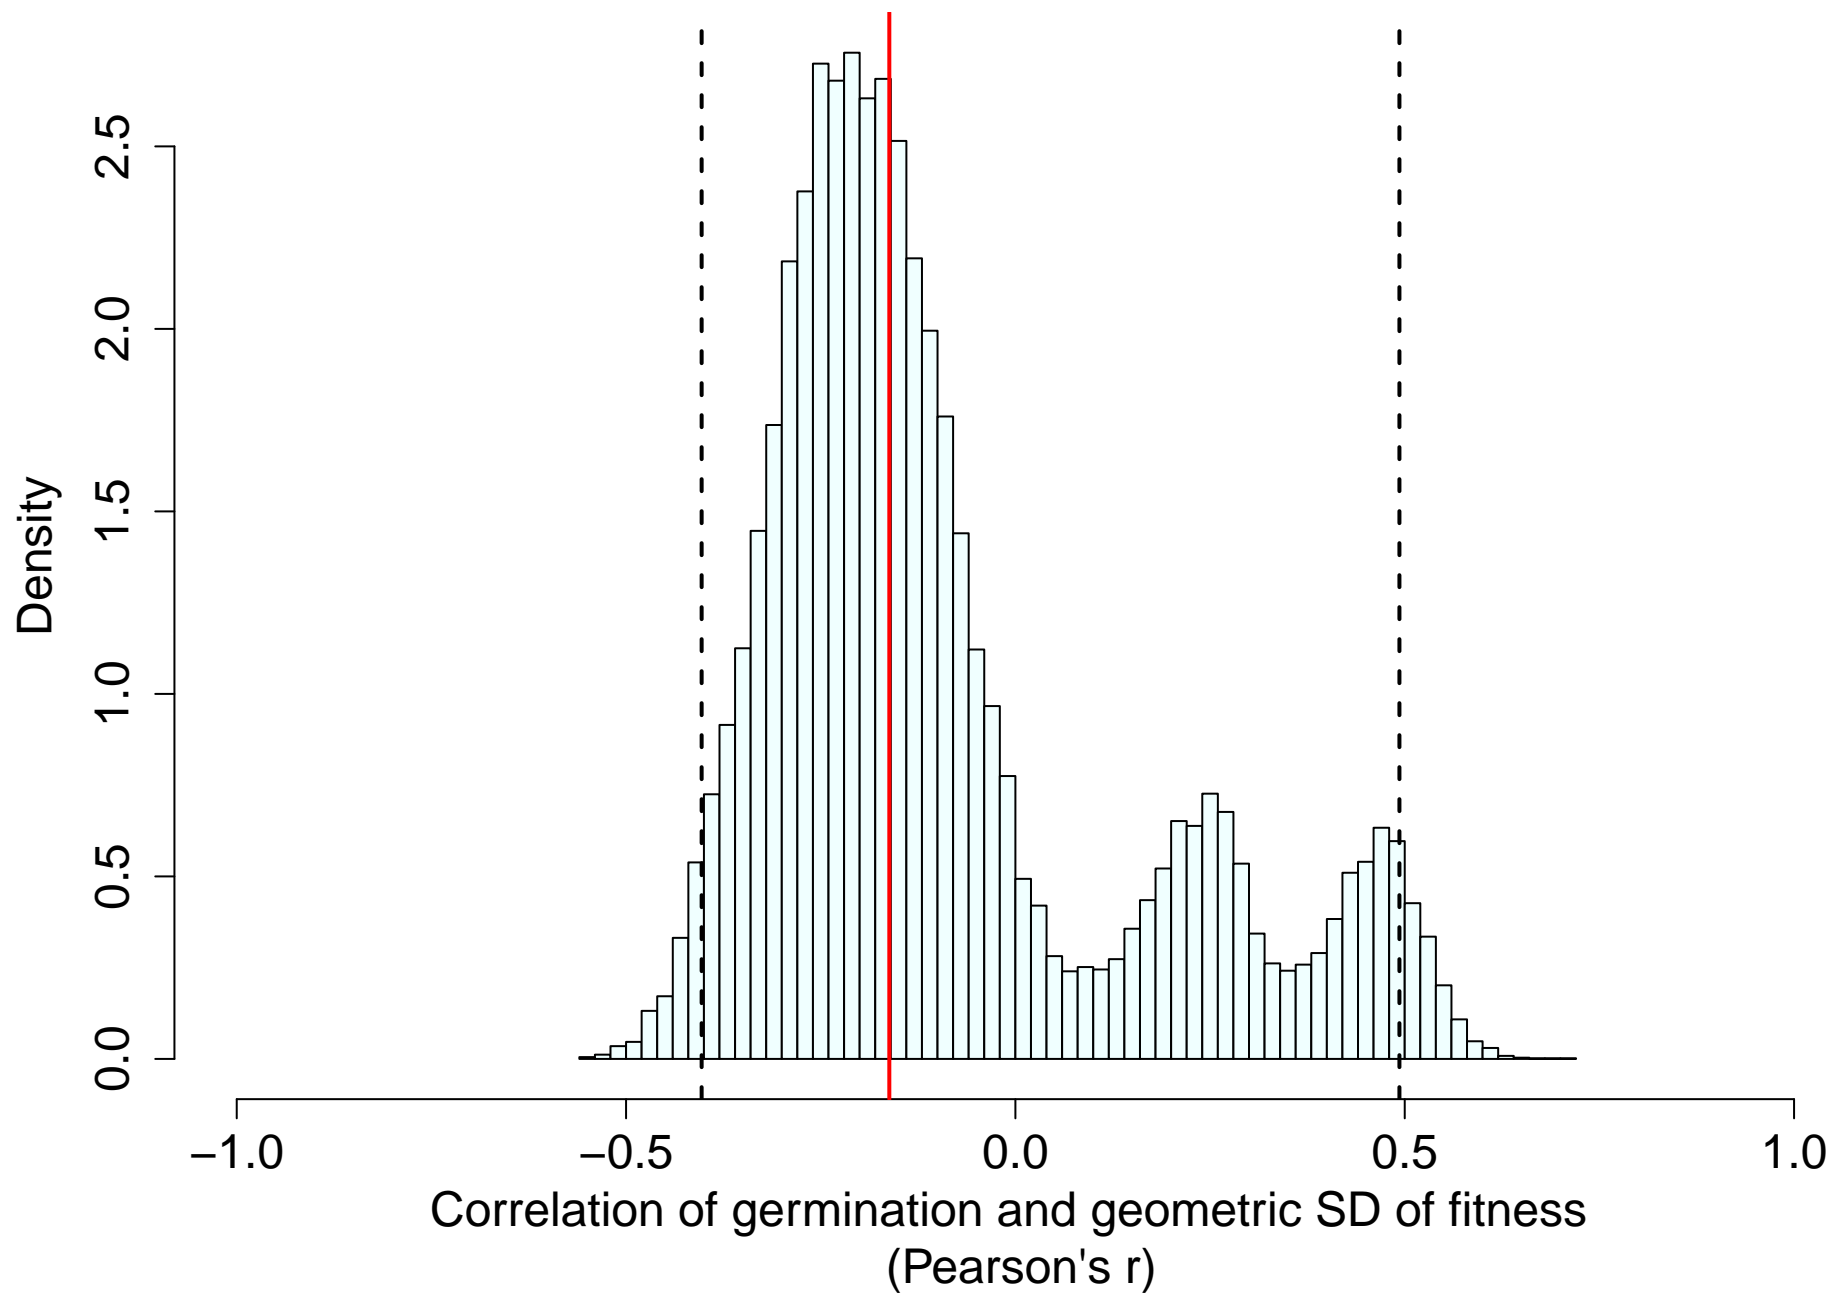 Density
2.5
2.0
1.5
1.0
0.5
0.0
−1.0 −0.5 0.0 0.5 1.0
Correlation of germination and geometric SD of fitness
(Pearson's r)